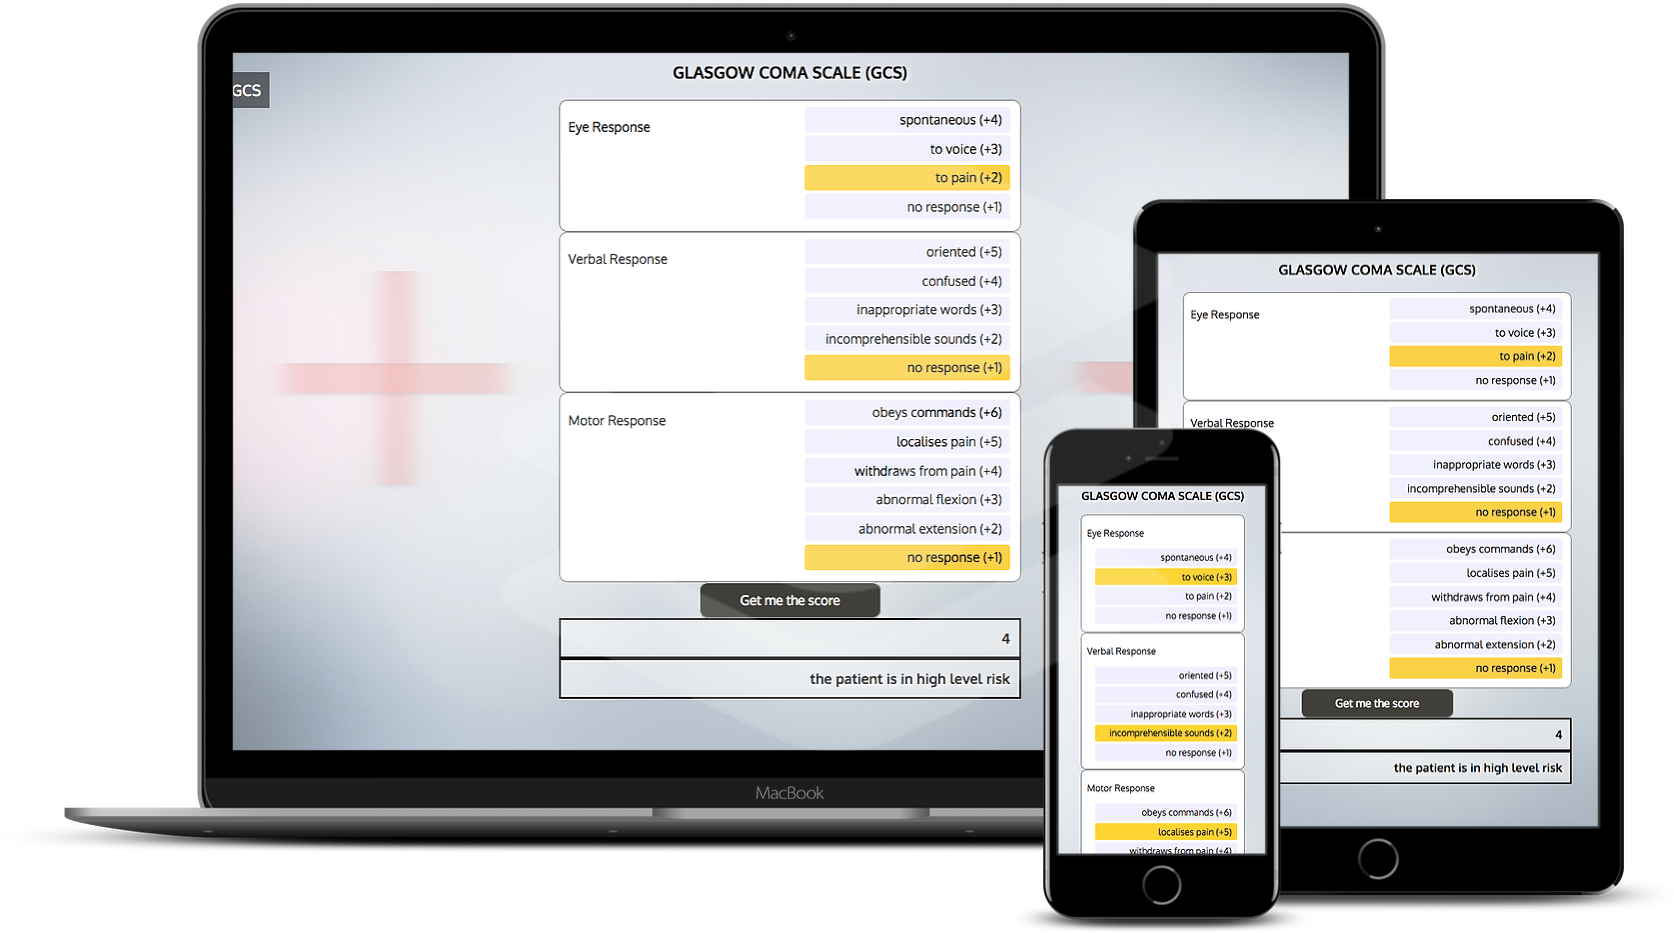 GCS
GLASGOW COMA SCALE (GCS)
Eye Response
spontaneous (+4)
to voice (+3)
to pain (+2)
no response (+1)
Verbal Response
oriented (+5)
confused (+4)
inappropriate words (+3)
incomprehensible sounds (+2)
no response (+1)
Motor Response
obeys commands (+6)
localises pain (+5)
withdraws from pain (+4)
abnormal flexion (+3)
abnormal extension (+2)
no response (+1)
Get me the score
4
the patient is in high level risk
MacBook
GLASGOW COMA SCALE (GCS)
Eye Response
spontaneous (+4)
to voice (+3)
to pain (+2)
no response (+1)
Verbal Response
oriented (+5)
confused (+4)
inappropriate words (+3)
incomprehensible sounds (+2)
no response (+1)
obeys commands (+6)
localises pain (+5)
withdraws from pain (+4)
abnormal flexion (+3)
abnormal extension (+2)
no response (+1)
Get me the score
4
the patient is in high level risk
GLASGOW COMA SCALE (GCS)
Eye Response
spontaneous (+4)
to voice (+3)
to pain (+2)
no response (+1)
Verbal Response
oriented (+5)
confused (+4)
inappropriate words (+3)
incomprehensible sounds (+2)
no response (+1)
Motor Response
obeys commands (+6)
localises pain (+5)
withdraws from pain (+4)